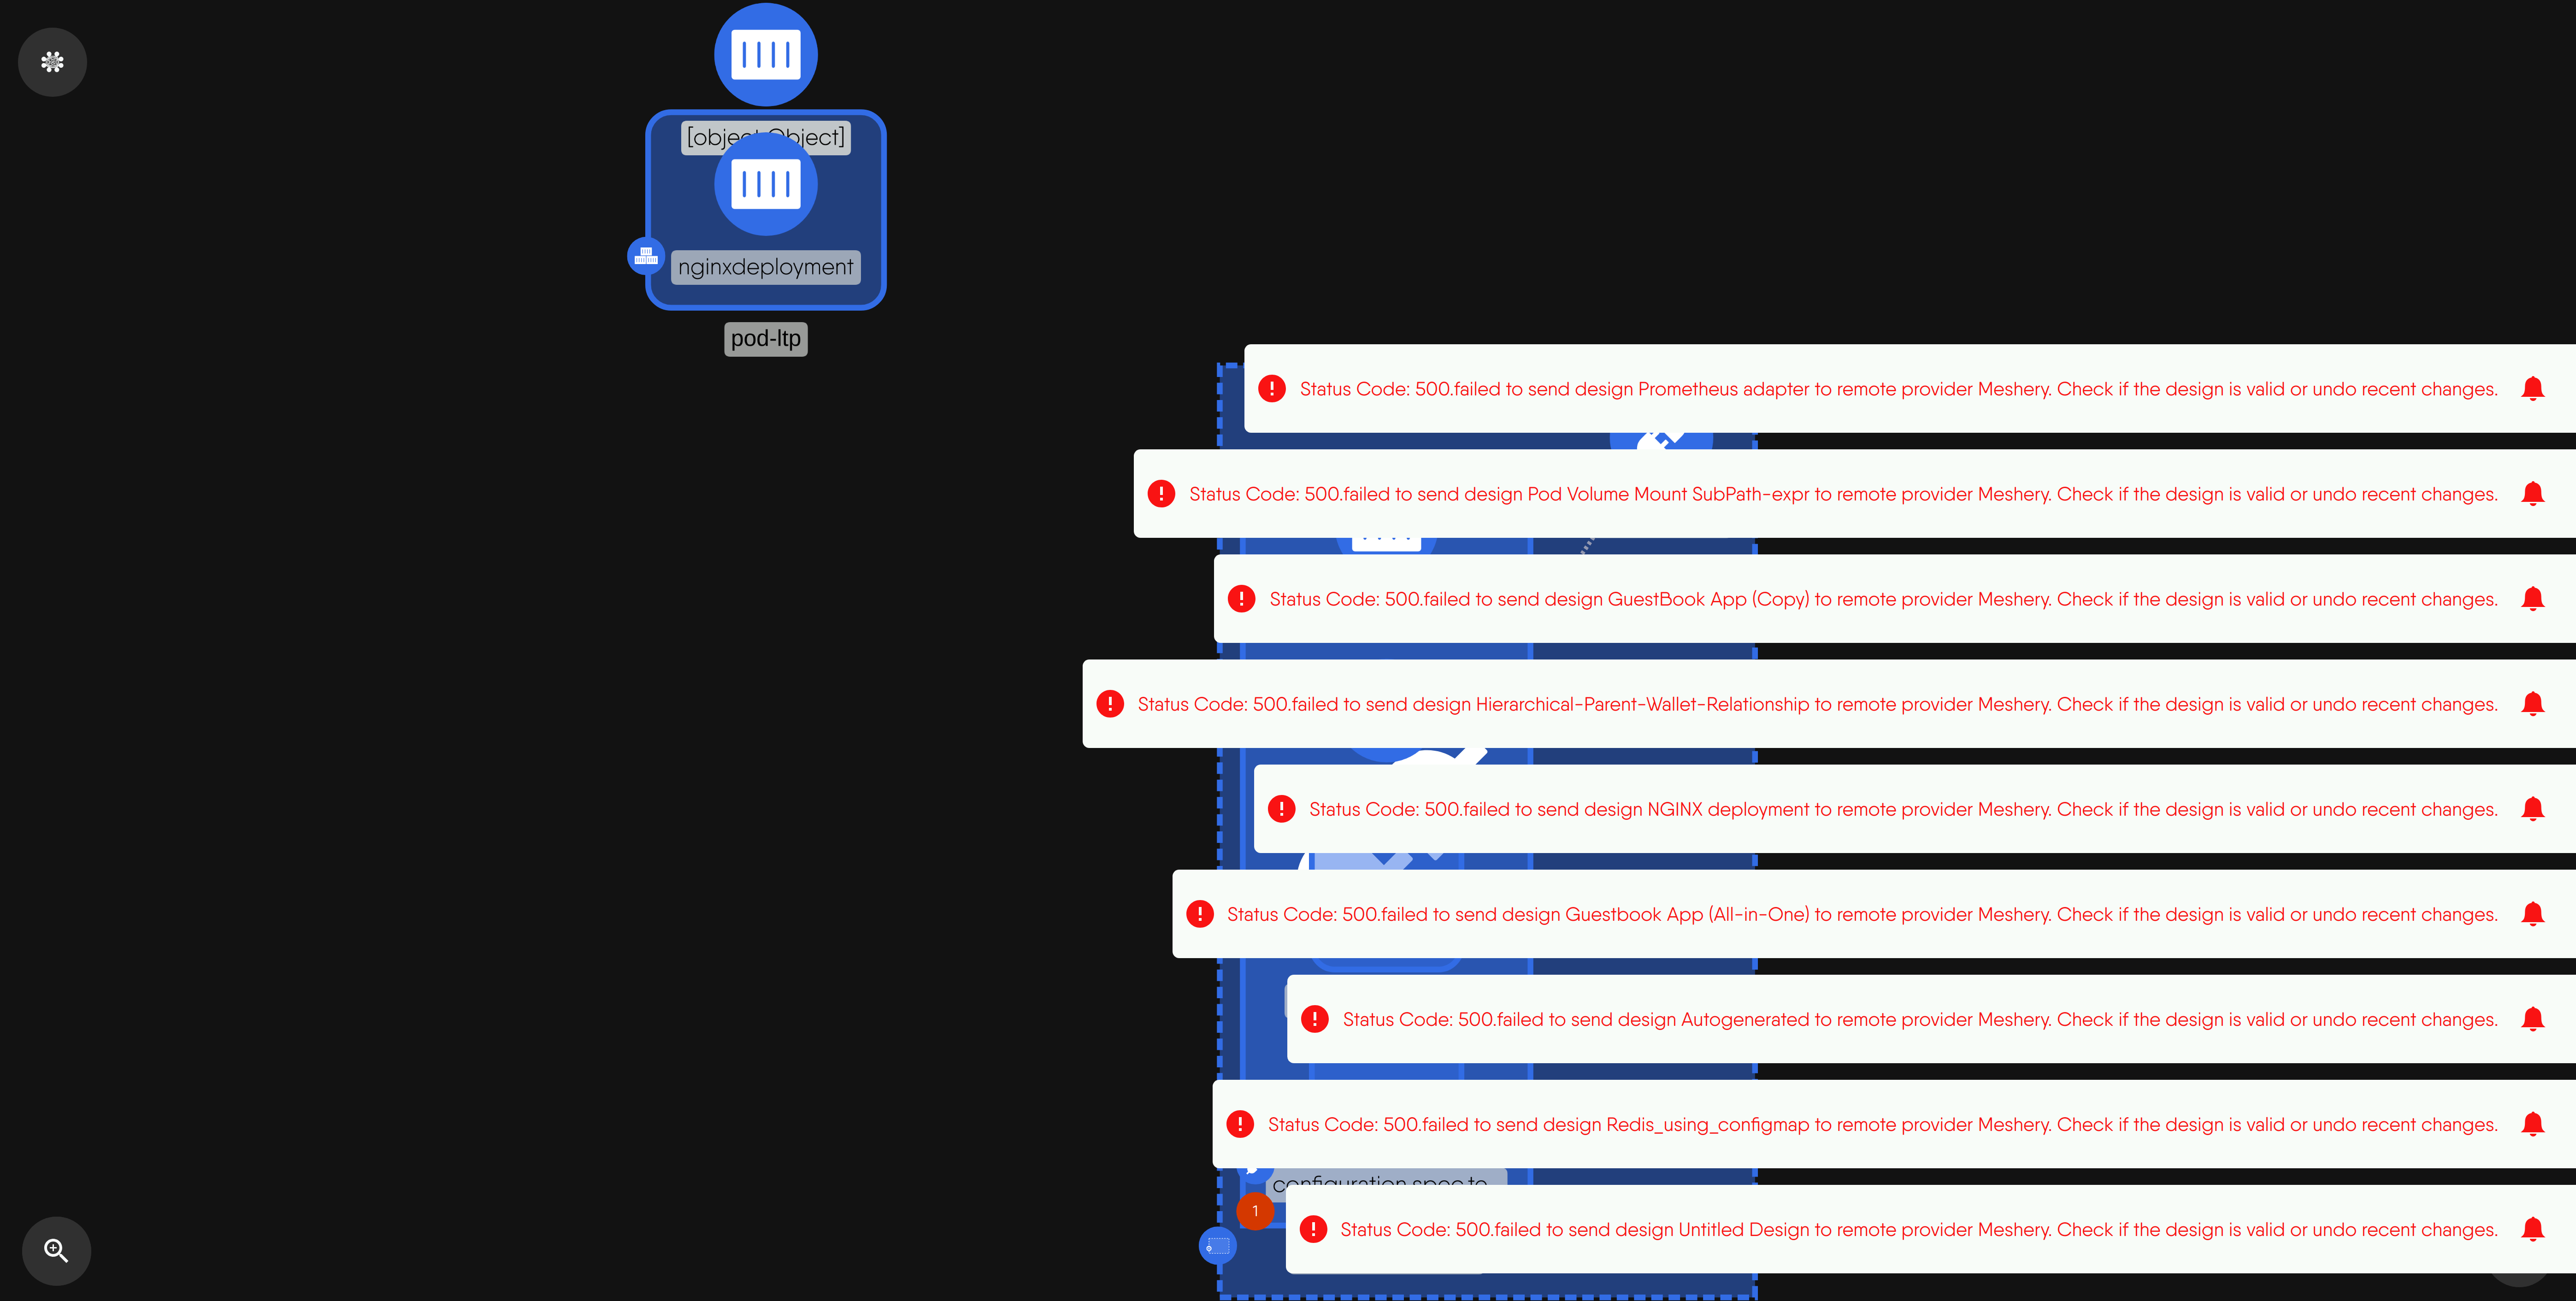 [object Object]
nginxdeployment
pod-ltp
Status Code: 500.failed to send design Prometheus adapter to remote provider Meshery. Check if the design is valid or undo recent changes.
Status Code: 500.failed to send design Pod Volume Mount SubPath-expr to remote provider Meshery. Check if the design is valid or undo recent changes.
Status Code: 500.failed to send design GuestBook App (Copy) to remote provider Meshery. Check if the design is valid or undo recent changes.
Status Code: 500.failed to send design Hierarchical-Parent-Wallet-Relationship to remote provider Meshery. Check if the design is valid or undo recent changes.
Status Code: 500.failed to send design NGINX deployment to remote provider Meshery. Check if the design is valid or undo recent changes.
Status Code: 500.failed to send design Guestbook App (All-in-One) to remote provider Meshery. Check if the design is valid or undo recent changes.
Status Code: 500.failed to send design Autogenerated to remote provider Meshery. Check if the design is valid or undo recent changes.
Status Code: 500.failed to send design Redis_using_configmap to remote provider Meshery. Check if the design is valid or undo recent changes.
configuration spec to
1
Status Code: 500.failed to send design Untitled Design to remote provider Meshery. Check if the design is valid or undo recent changes.